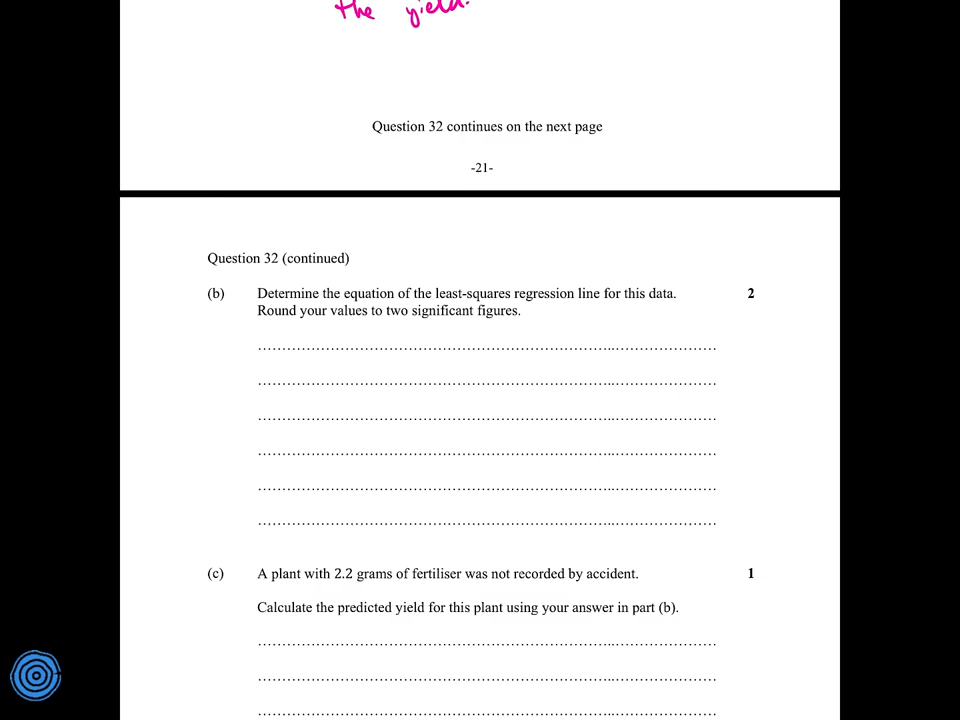 the yield.
Question 32 continues on the next page
-21-
Question 32 (continued)
(b) Determine the equation of the least-squares regression line for this data. 2
Round your values to two significant figures.
(c) A plant with 2.2 grams of fertiliser was not recorded by accident. 1
Calculate the predicted yield for this plant using your answer in part (b).